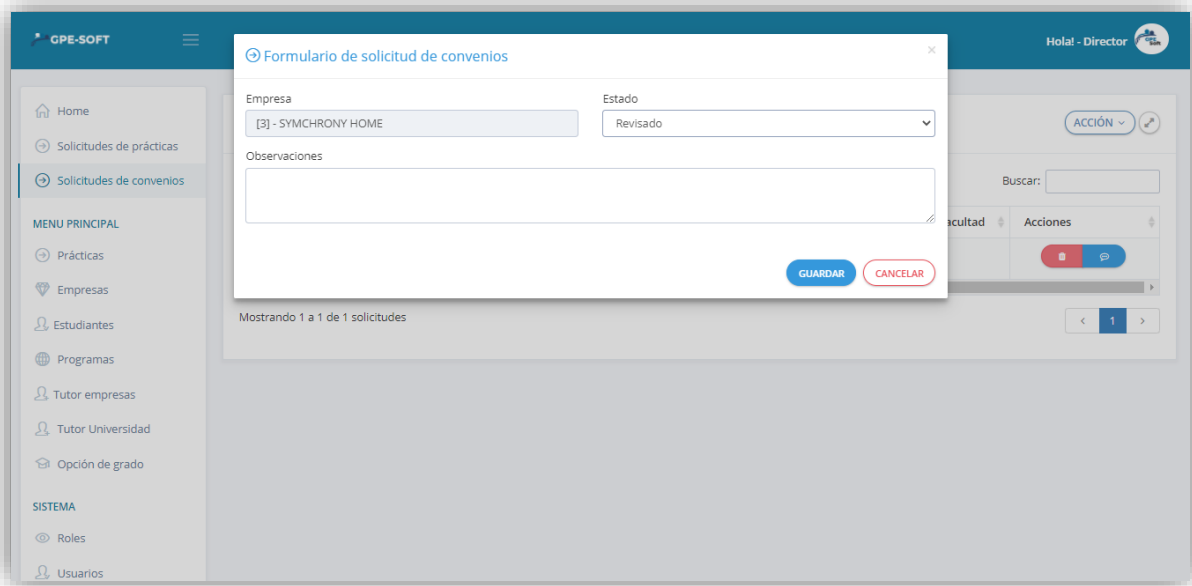 GPE-SOFT
Hola! - Director
Formulario de solicitud de convenios
×
Empresa
Estado
[3] - SYMCHRONY HOME
Revisado
Observaciones
GUARDAR
CANCELAR
Home
Solicitudes de prácticas
Solicitudes de convenios
MENU PRINCIPAL
Prácticas
Empresas
Estudiantes
Programas
Tutor empresas
Tutor Universidad
Opción de grado
SISTEMA
Roles
Usuarios
ACCIÓN
Buscar:
acultad
Acciones
Mostrando 1 a 1 de 1 solicitudes
< 1 >